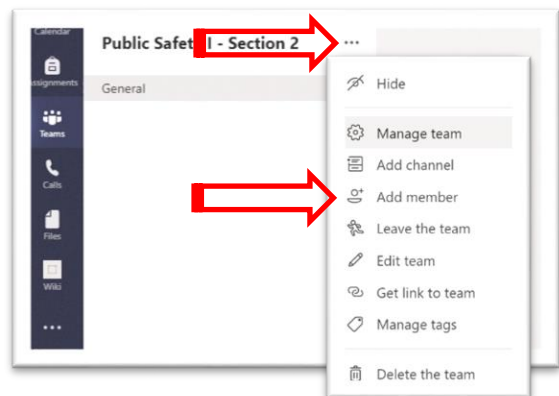 Calendar
Assignments
Teams
Calls
Files
Wiki
Public Safet I - Section 2
General
Hide
Manage team
Add channel
Add member
Leave the team
Edit team
Get link to team
Manage tags
Delete the team